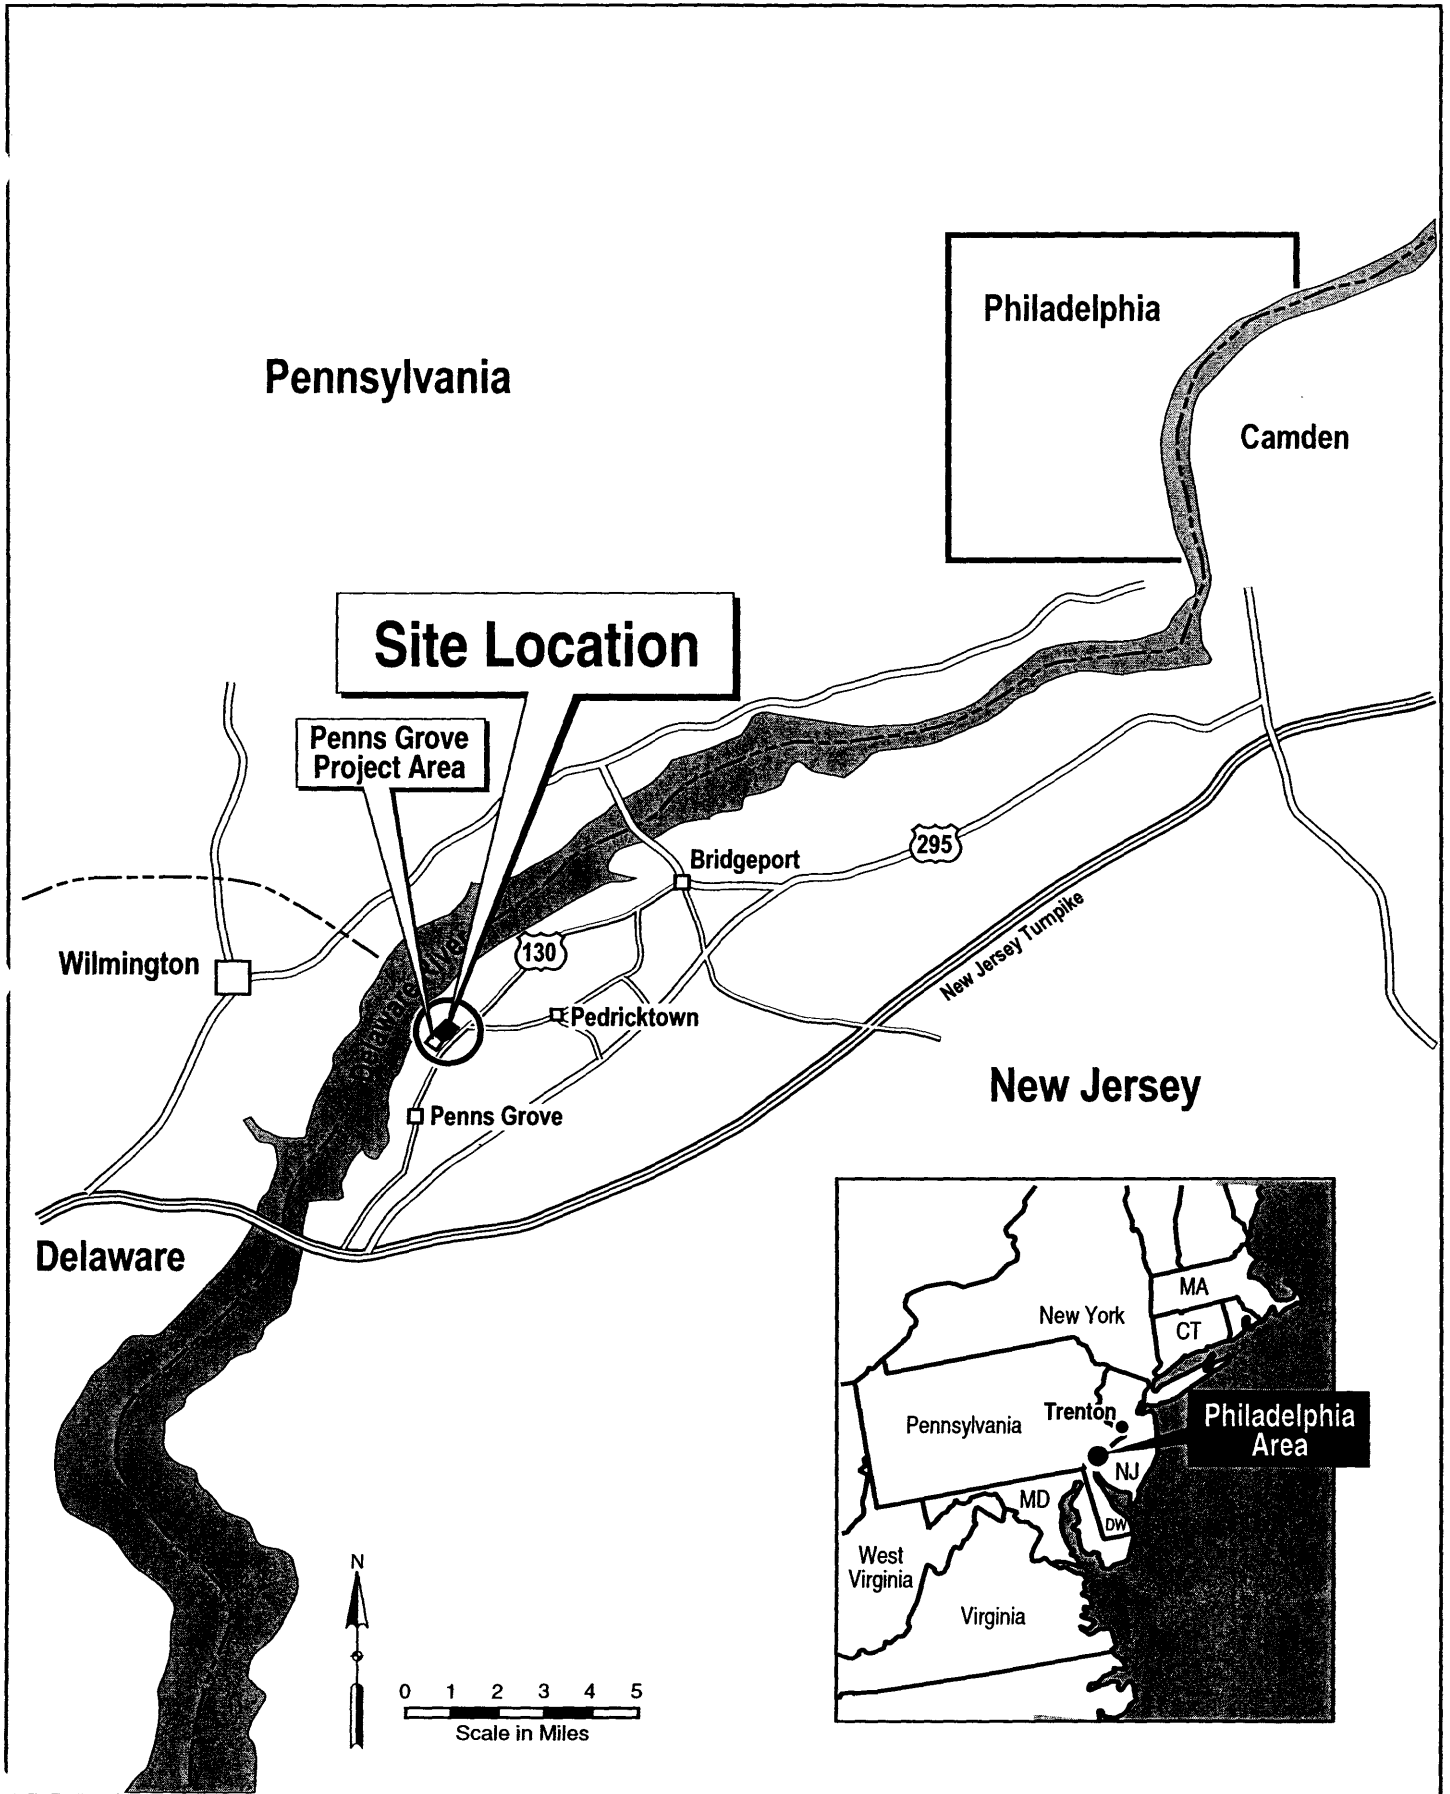 Philadelphia
Pennsylvania
Camden
Site Location
Penns Grove
Project Area
295
Bridgeport
New Jersey Turnpike
Wilmington
130
Delaware River
Pedricktown
New Jersey
Penns Grove
Delaware
MA
New York
CT
Trenton
Pennsylvania
Philadelphia
Area
NJ
MD
DW
West
Virginia
Virginia
N
0 1 2 3 4 5
Scale in Miles